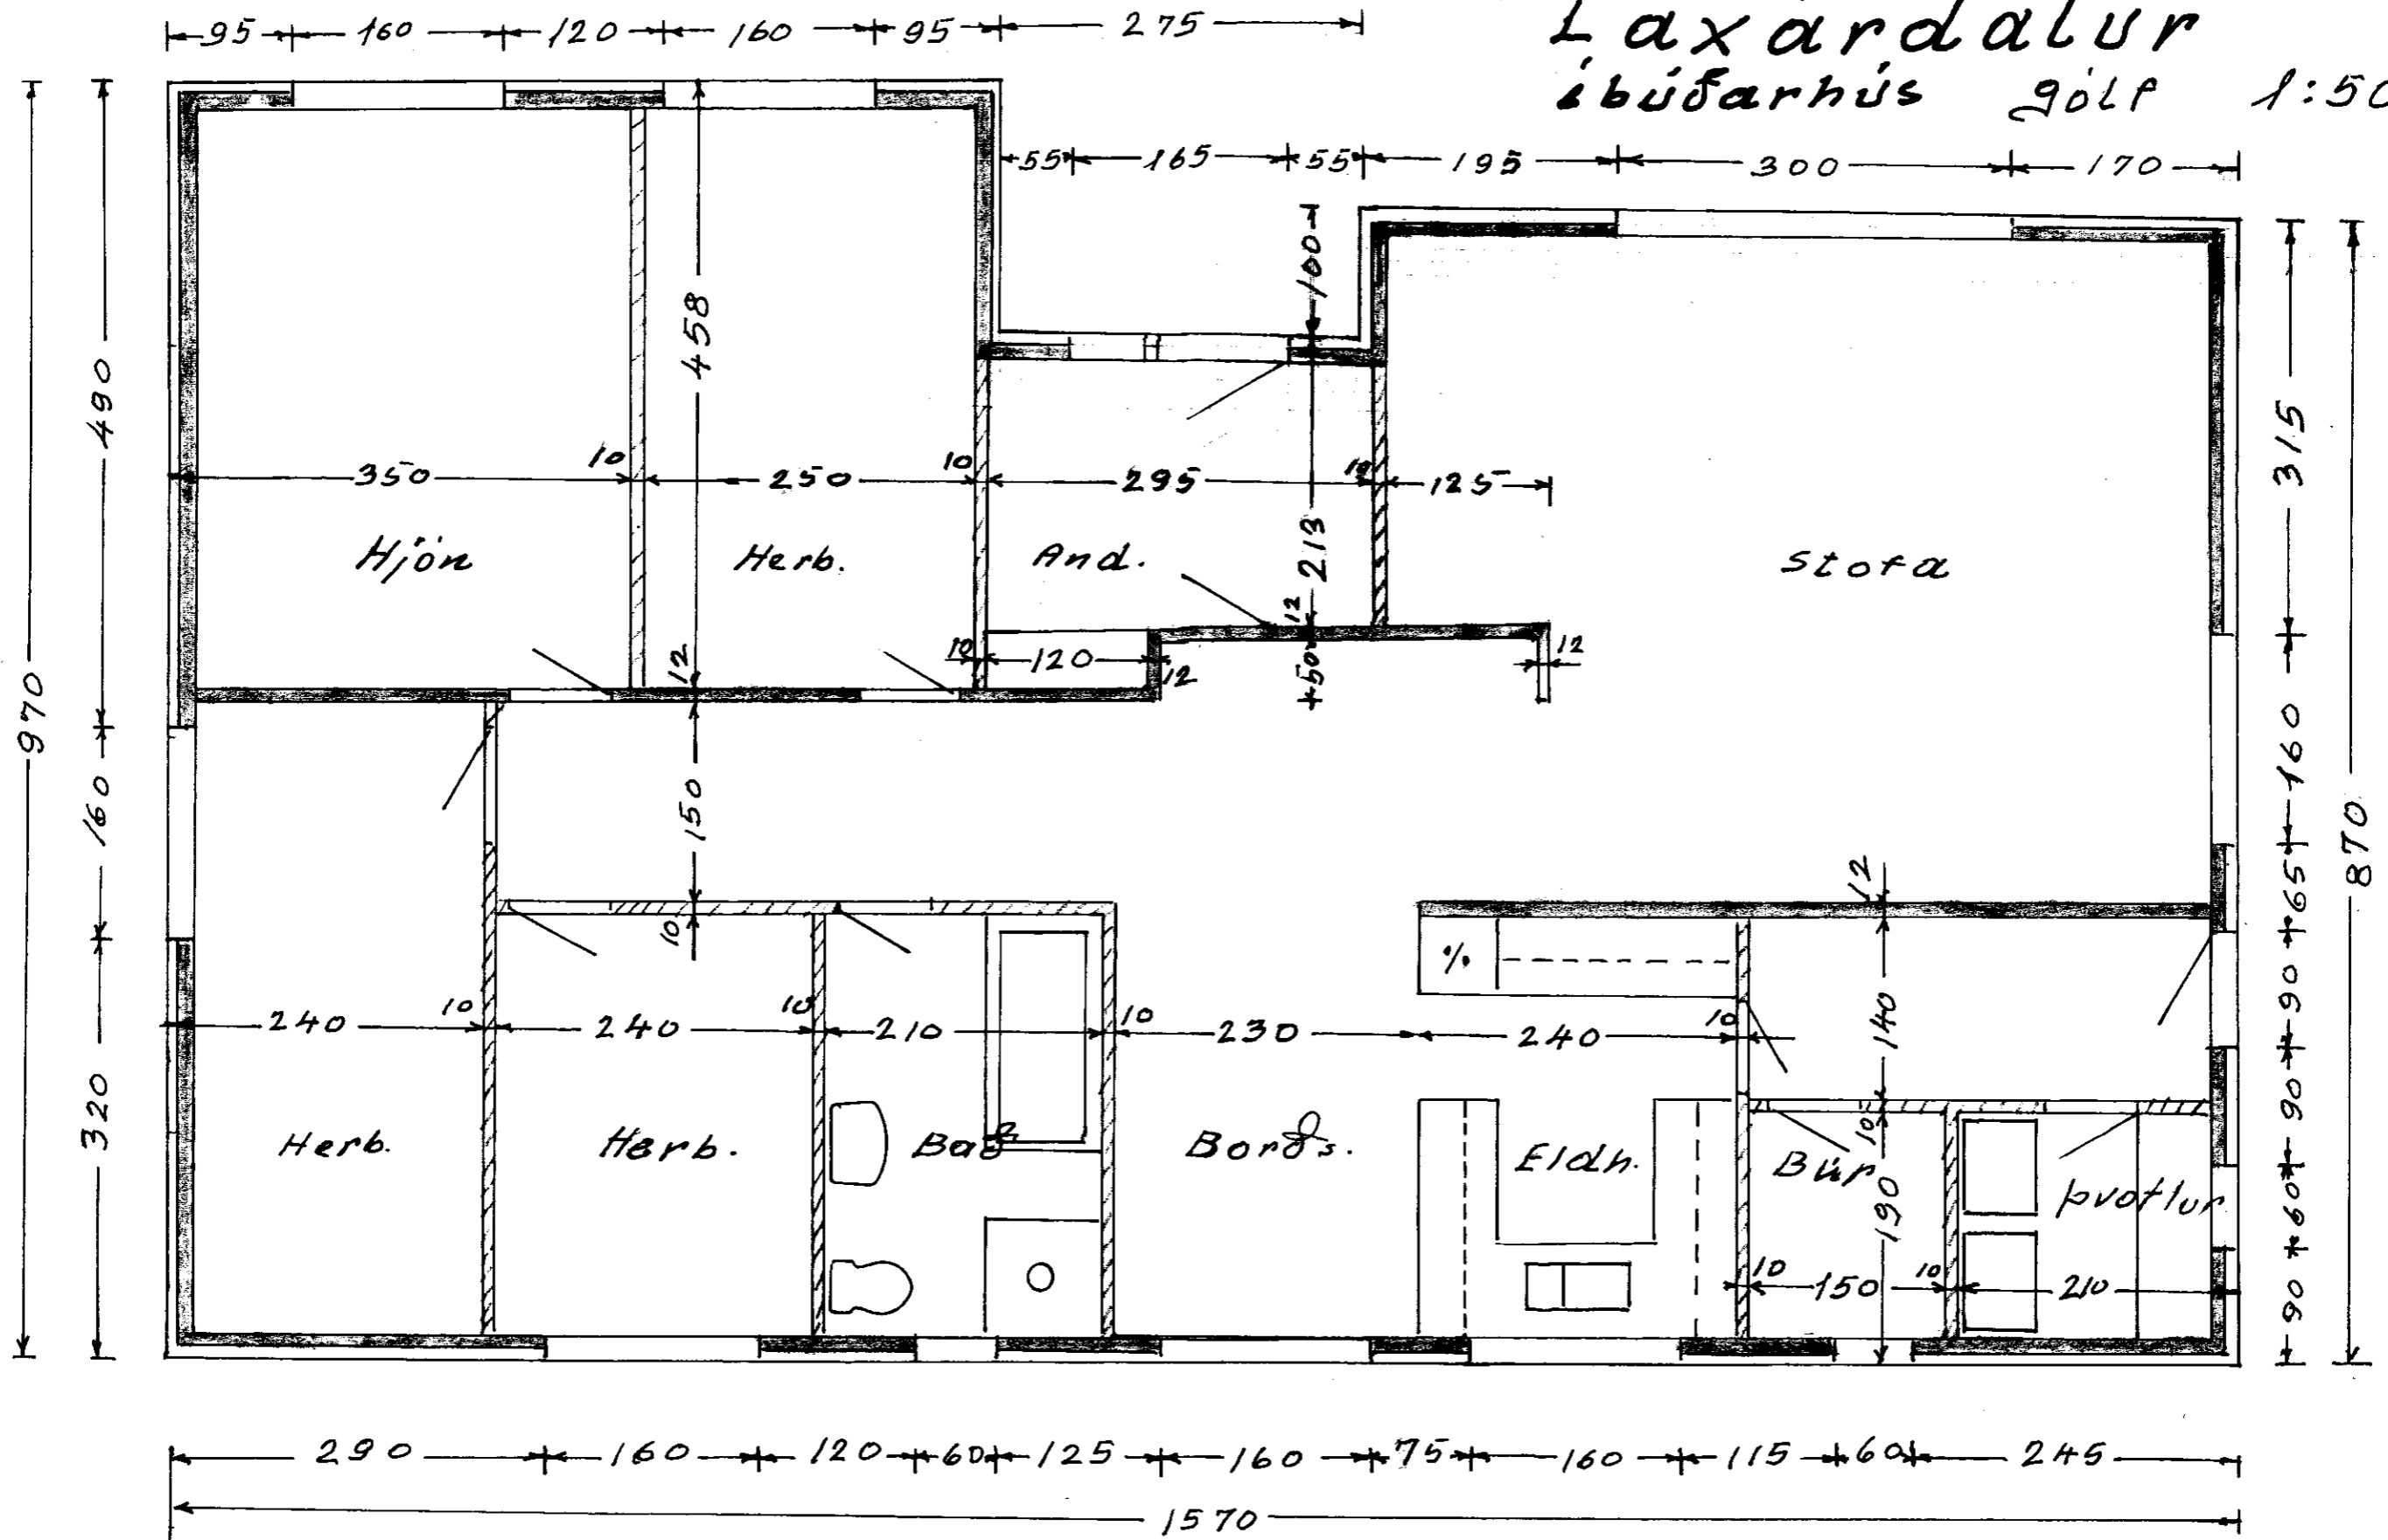 Laxárdalur
íbúðarhús gólf 1:50
95 160 120 160 95 275
55 165 55 195 300 170
970
490
160
320
458
100
315
350 10 250 10 295 10 125
Hjón Herb. And. Stofa
213
12
50
12 10 120 12 12
150
10
12
160
65
90
90
60
90
870
%
240 10 240 10 210 10 230 240 10
140
Herb. Herb. Bað Borðs. Eldh. Búr þvottur
10
190
10 150 10 210
290 160 120 60 125 160 75 160 115 60 245
1570